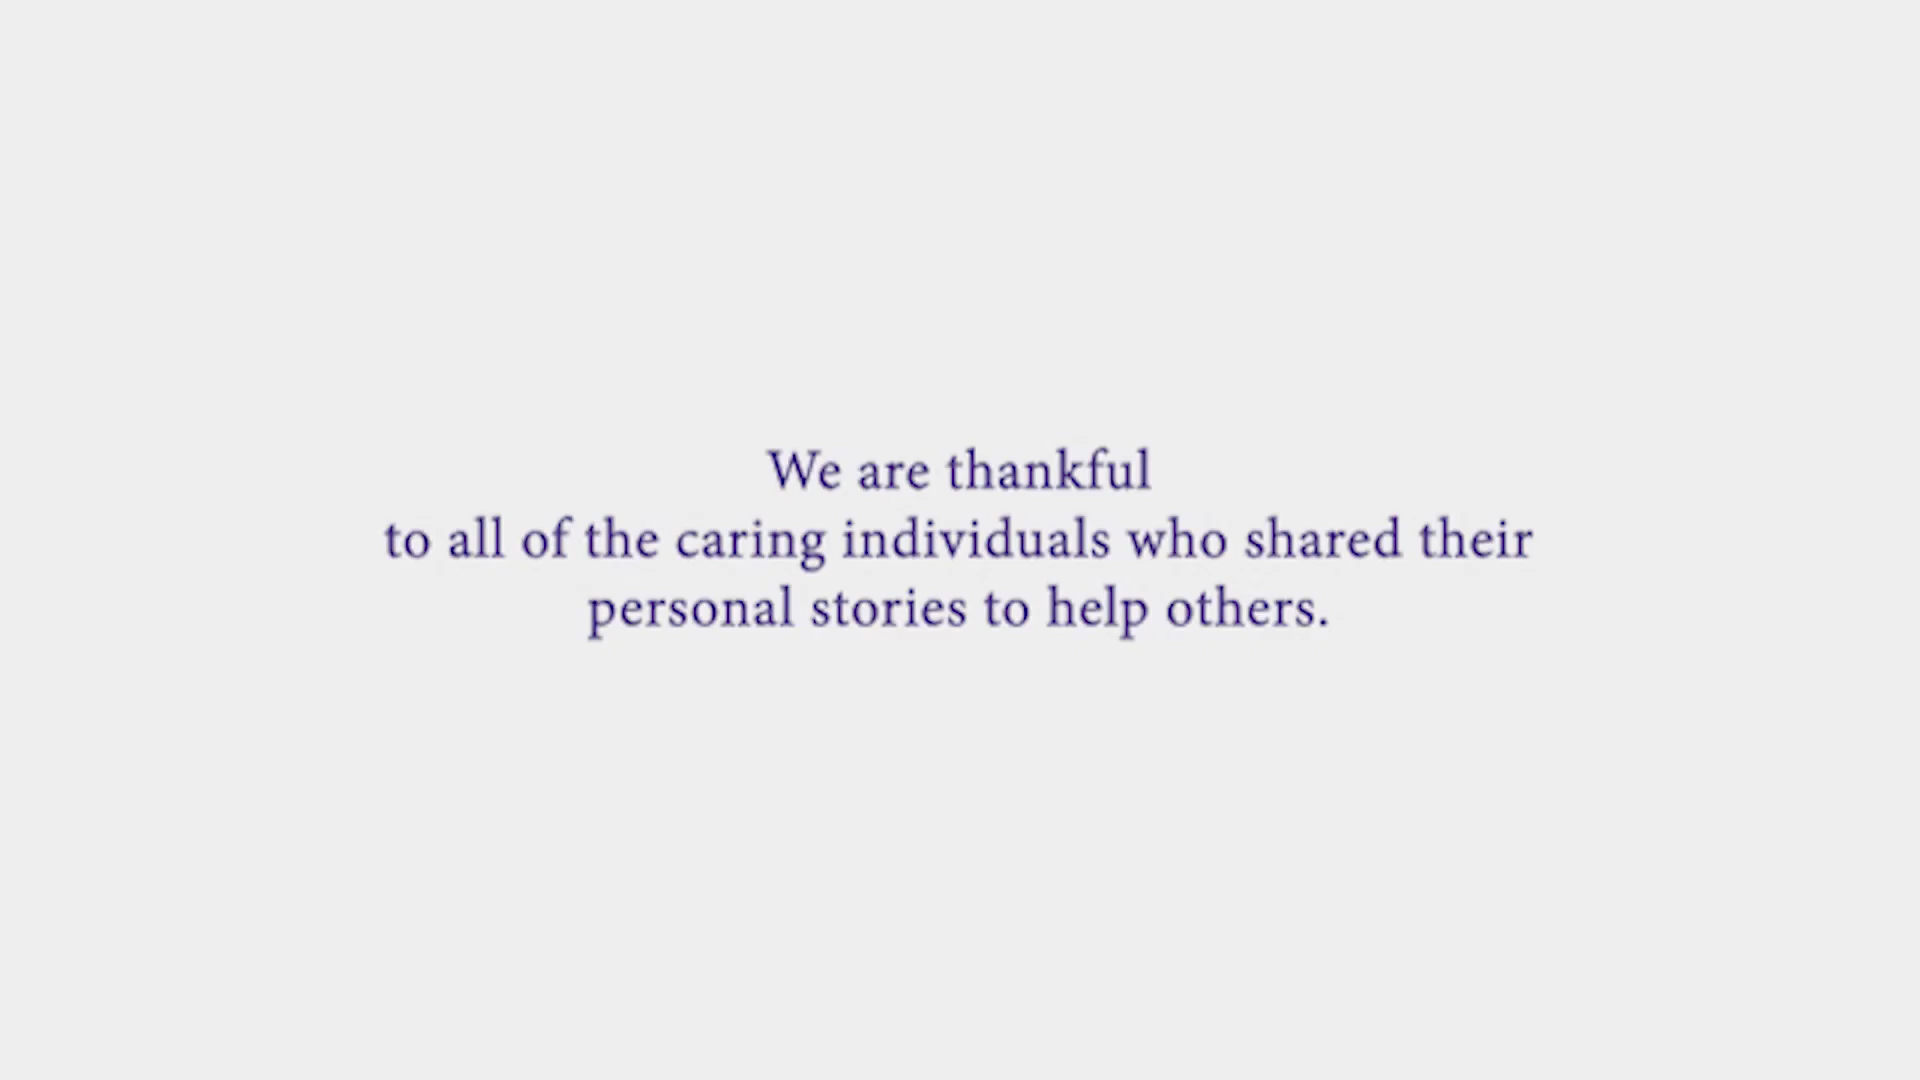 We are thankful
to all of the caring individuals who shared their
personal stories to help others.